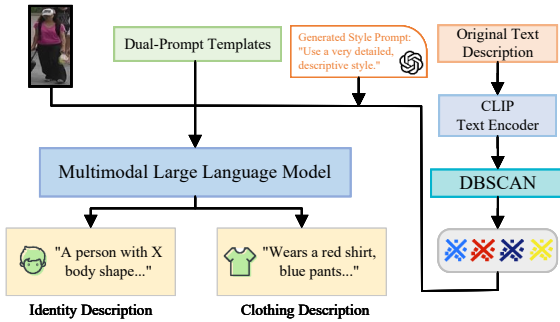 Dual-Prompt Templates
Generated Style Prompt:
"Use a very detailed,
descriptive style."
Original Text
Description
CLIP
Text Encoder
Multimodal Large Language Model
DBSCAN
"A person with X
body shape..."
"Wears a red shirt,
blue pants..."
Identity Description
Clothing Description